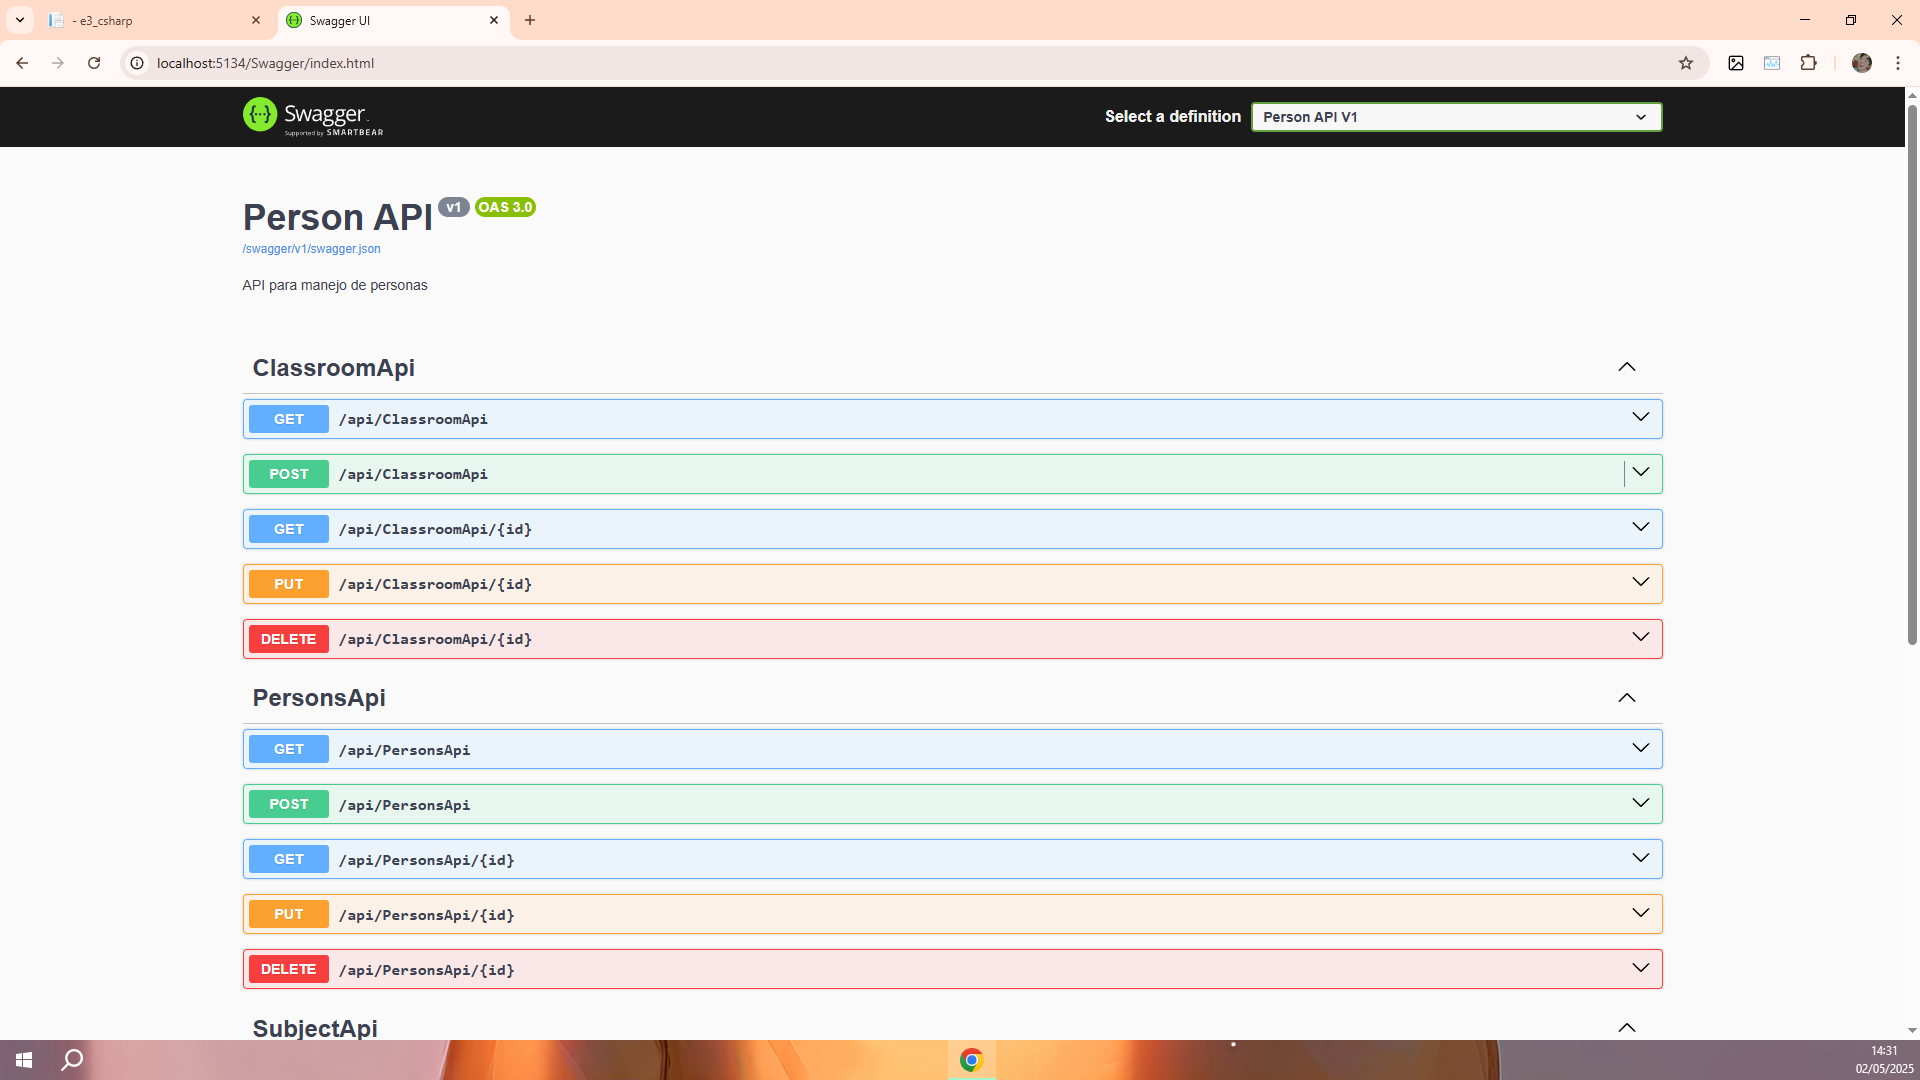 - e3_csharp
Swagger UI
localhost:5134/Swagger/index.html
Swagger.
Supported by SMARTBEAR
Select a definition
Person API V1
Person API v1 OAS 3.0
/swagger/v1/swagger.json
API para manejo de personas
ClassroomApi
GET /api/ClassroomApi
POST /api/ClassroomApi
GET /api/ClassroomApi/{id}
PUT /api/ClassroomApi/{id}
DELETE /api/ClassroomApi/{id}
PersonsApi
GET /api/PersonsApi
POST /api/PersonsApi
GET /api/PersonsApi/{id}
PUT /api/PersonsApi/{id}
DELETE /api/PersonsApi/{id}
SubjectApi
14:31
02/05/2025